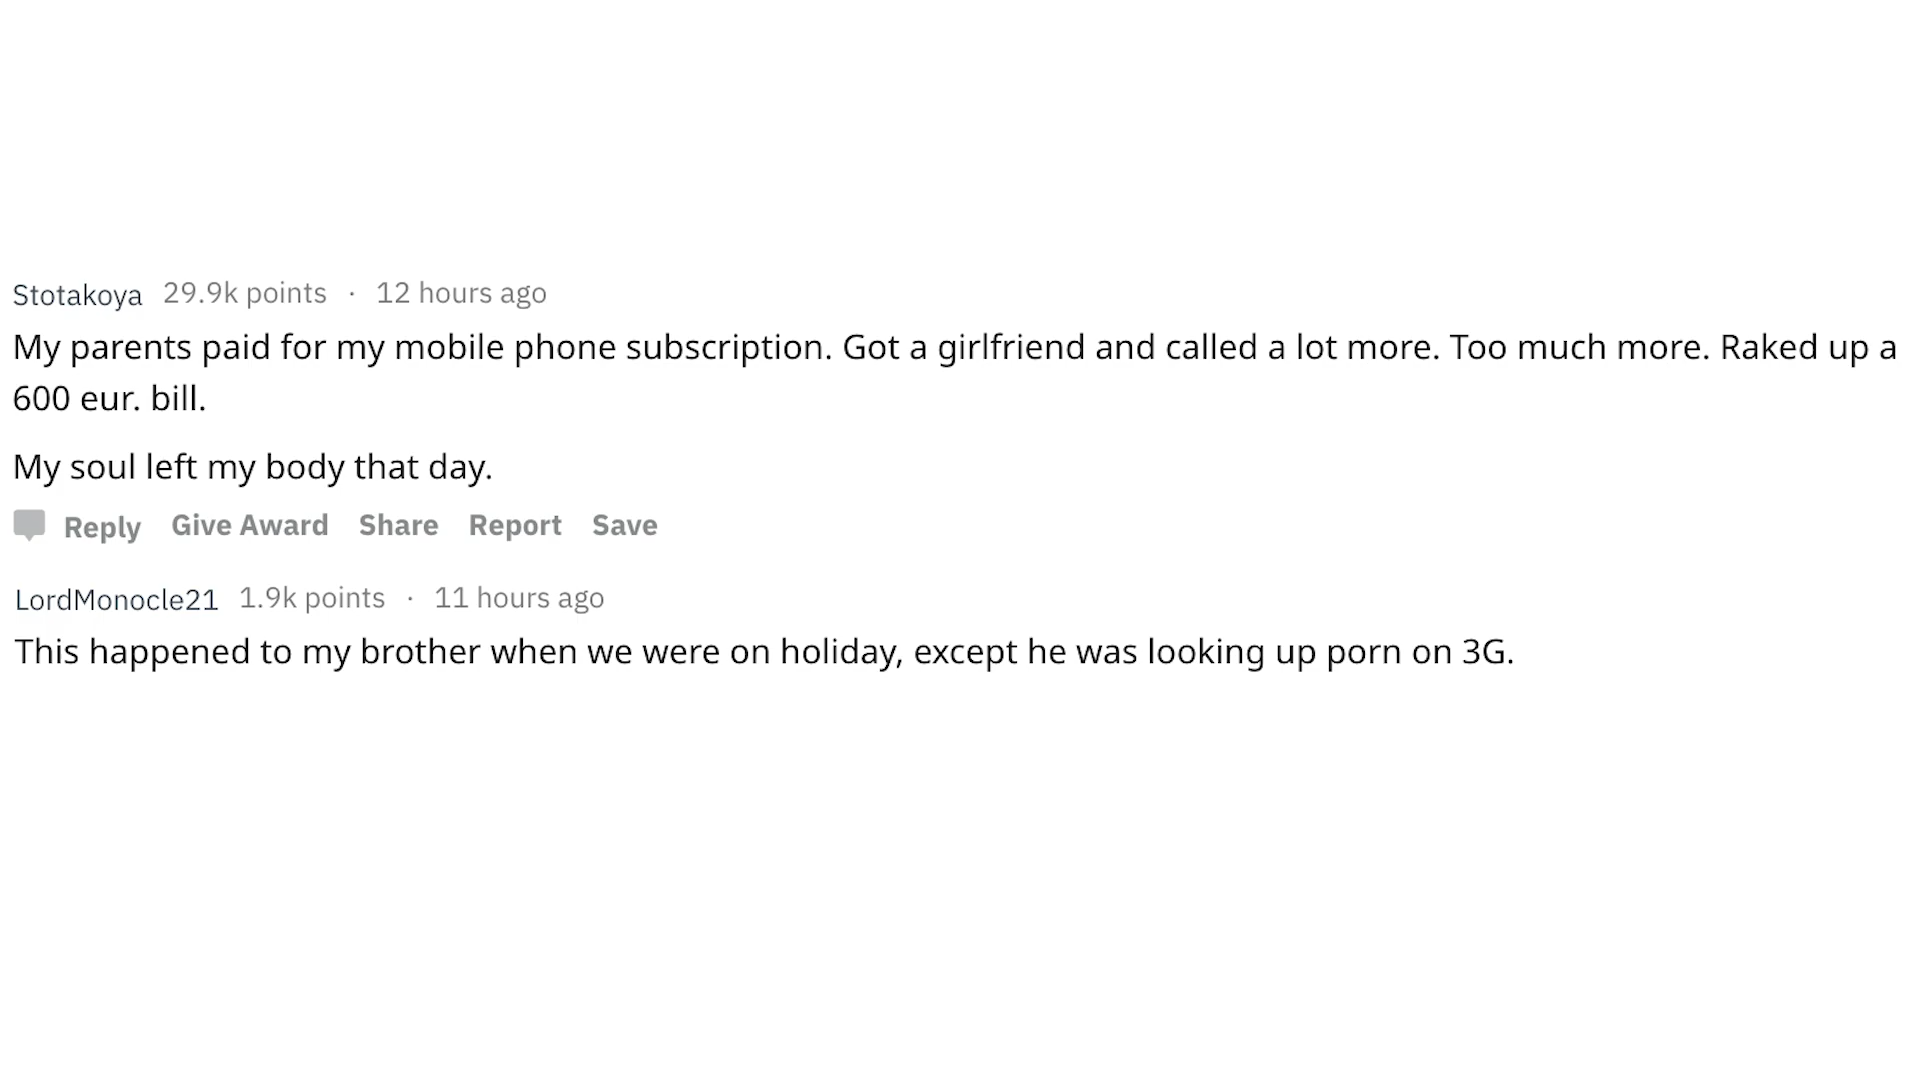 Stotakoya 29.9k points · 12 hours ago
My parents paid for my mobile phone subscription. Got a girlfriend and called a lot more. Too much more. Raked up a
600 eur. bill.
My soul left my body that day.
Reply Give Award Share Report Save
LordMonocle21 1.9k points · 11 hours ago
This happened to my brother when we were on holiday, except he was looking up porn on 3G.